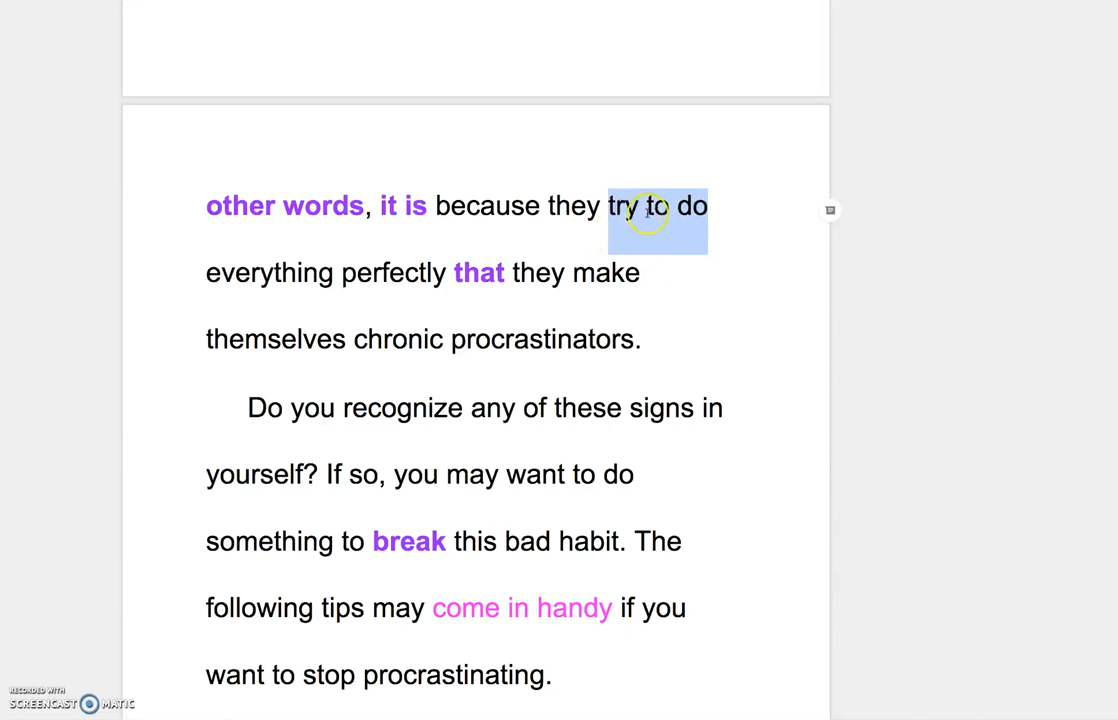 other words, it is because they try to do
everything perfectly that they make
themselves chronic procrastinators.
Do you recognize any of these signs in
yourself? If so, you may want to do
something to break this bad habit. The
following tips may come in handy if you
want to stop procrastinating.
RECORDED WITH
SCREENCAST MATIC